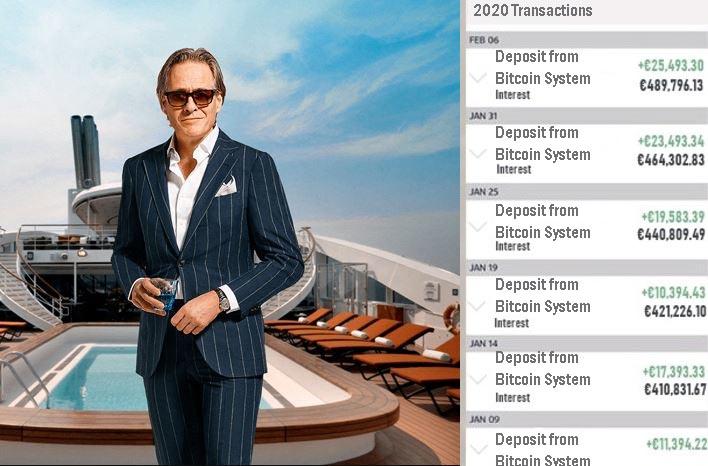 2020 Transactions
FEB 06
Deposit from
+€25,493.30
Bitcoin System
€489,796.13
Interest
JAN 31
Deposit from
+€23,493.34
Bitcoin System
€464,302.83
Interest
JAN 25
Deposit from
+€19,583.39
Bitcoin System
€440,809.49
Interest
JAN 19
Deposit from
+€10,394.43
Bitcoin System
€421,226.10
Interest
JAN 14
Deposit from
+€17,393.33
Bitcoin System
€410,831.67
Interest
JAN 09
Deposit from
+€11,394.22
Bitcoin System